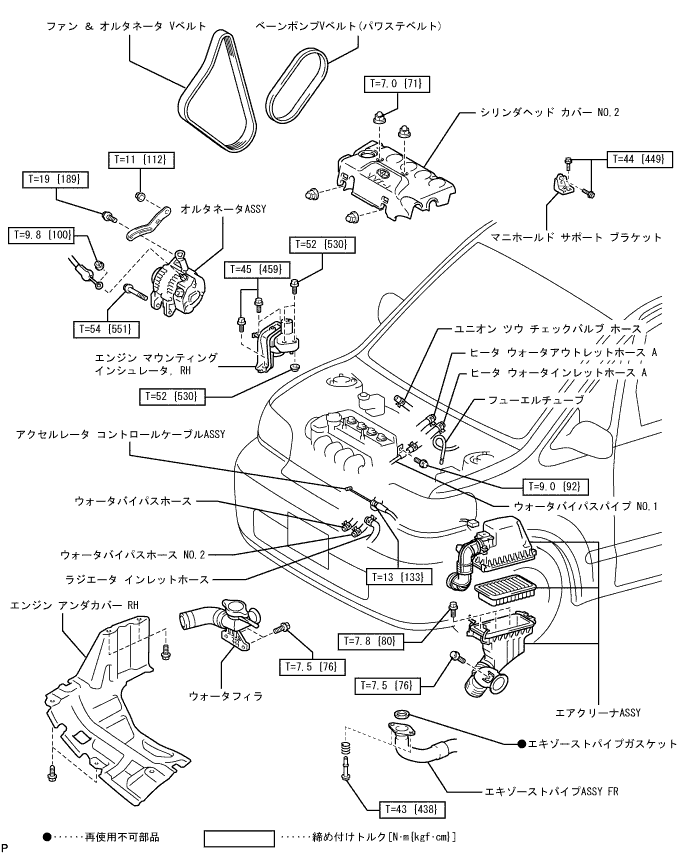 ファン & オルタネータ Vベルト
ベーンポンプVベルト(パワステベルト)
T=7.0 {71}
シリンダヘッド カバー NO.2
T=11 {112}
T=44 {449}
T=19 {189}
オルタネータASSY
T=9.8 {100}
マニホールド サポート ブラケット
T=52 {530}
T=45 {459}
T=54 {551}
ユニオン ツウ チェックバルブ ホース
エンジン マウンティング
インシュレータ, RH
ヒータ ウォータアウトレットホース A
ヒータ ウォータインレットホース A
T=52 {530}
フューエルチューブ
アクセルレータ コントロールケーブルASSY
T=9.0 {92}
ウォータバイパスホース
ウォータバイパスパイプ NO.1
ウォータバイパスホース NO.2
ラジエータ インレットホース
T=13 {133}
エンジン アンダカバー RH
T=7.8 {80}
T=7.5 {76}
T=7.5 {76}
ウォータフィラ
エアクリーナASSY
●エキゾーストパイプガスケット
エキゾーストパイプASSY FR
T=43 {438}
●‥‥‥再使用不可部品
‥‥‥締め付けトルク[N・m{kgf・cm}]
P